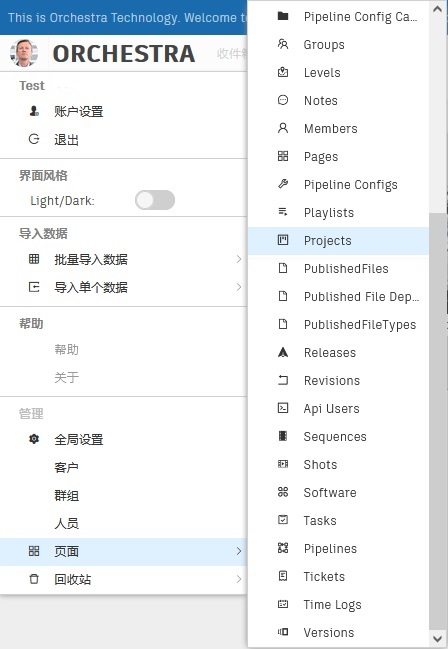 This is Orchestra Technology. Welcome to
ORCHESTRA
Test
账户设置
退出
界面风格
Light/Dark:
导入数据
批量导入数据
导入单个数据
帮助
帮助
关于
管理
全局设置
客户
群组
人员
页面
回收站
Pipeline Config Ca...
Groups
Levels
Notes
Members
Pages
Pipeline Configs
Playlists
Projects
PublishedFiles
Published File Dep...
PublishedFileTypes
Releases
Revisions
Api Users
Sequences
Shots
Software
Tasks
Pipelines
Tickets
Time Logs
Versions